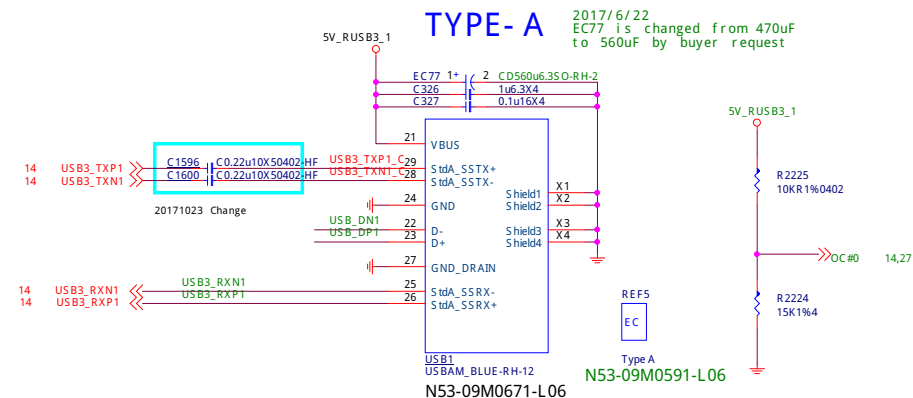 TYPE- A
2017/6/22
EC77 is changed from 470uF
to 560uF by buyer request
5V_RUSB3_1
EC77 1+ 2 CD560u6.3SO-RH-2
C326 1u6.3X4
C327 0.1u16X4
5V_RUSB3_1
21 VBUS
14 USB3_TXP1 C1596 C0.22u10X50402-HF USB3_TXP1_C 29 StdA_SSTX+
14 USB3_TXN1 C1600 C0.22u10X50402-HF USB3_TXN1_C 28 StdA_SSTX-
R2225
10KR1%0402
20171023 Change
24 GND
Shield1 X1
Shield2 X2
USB_DN1 22 D-
USB_DP1 23 D+
Shield3 X3
Shield4 X4
OC#0 14,27
27 GND_DRAIN
14 USB3_RXN1 USB3_RXN1 25 StdA_SSRX-
14 USB3_RXP1 USB3_RXP1 26 StdA_SSRX+
REF5
EC
R2224
15K1%4
USB1
USBAM_BLUE-RH-12
Type A
N53-09M0591-L06
N53-09M0671-L06